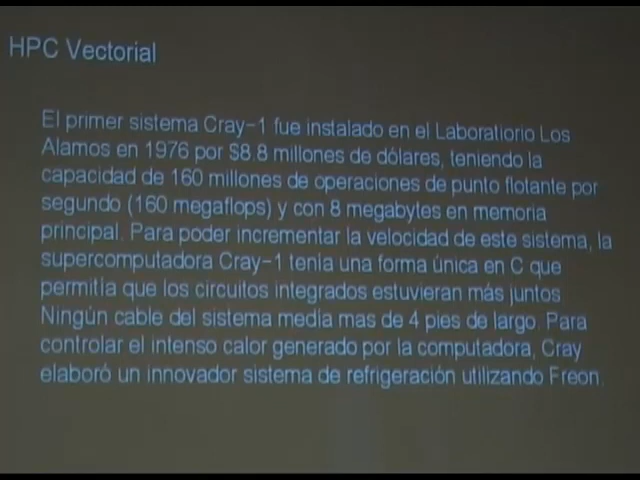 HPC Vectorial
El primer sistema Cray-1 fue instalado en el Laboratiorio Los
Alamos en 1976 por $8.8 millones de dólares, teniendo la
capacidad de 160 millones de operaciones de punto flotante por
segundo (160 megaflops) y con 8 megabytes en memoria
principal. Para poder incrementar la velocidad de este sistema, la
supercomputadora Cray-1 tenía una forma única en C que
permitía que los circuitos integrados estuvieran más juntos
Ningún cable del sistema media mas de 4 pies de largo. Para
controlar el intenso calor generado por la computadora, Cray
elaboró un innovador sistema de refrigeración utilizando Freon.